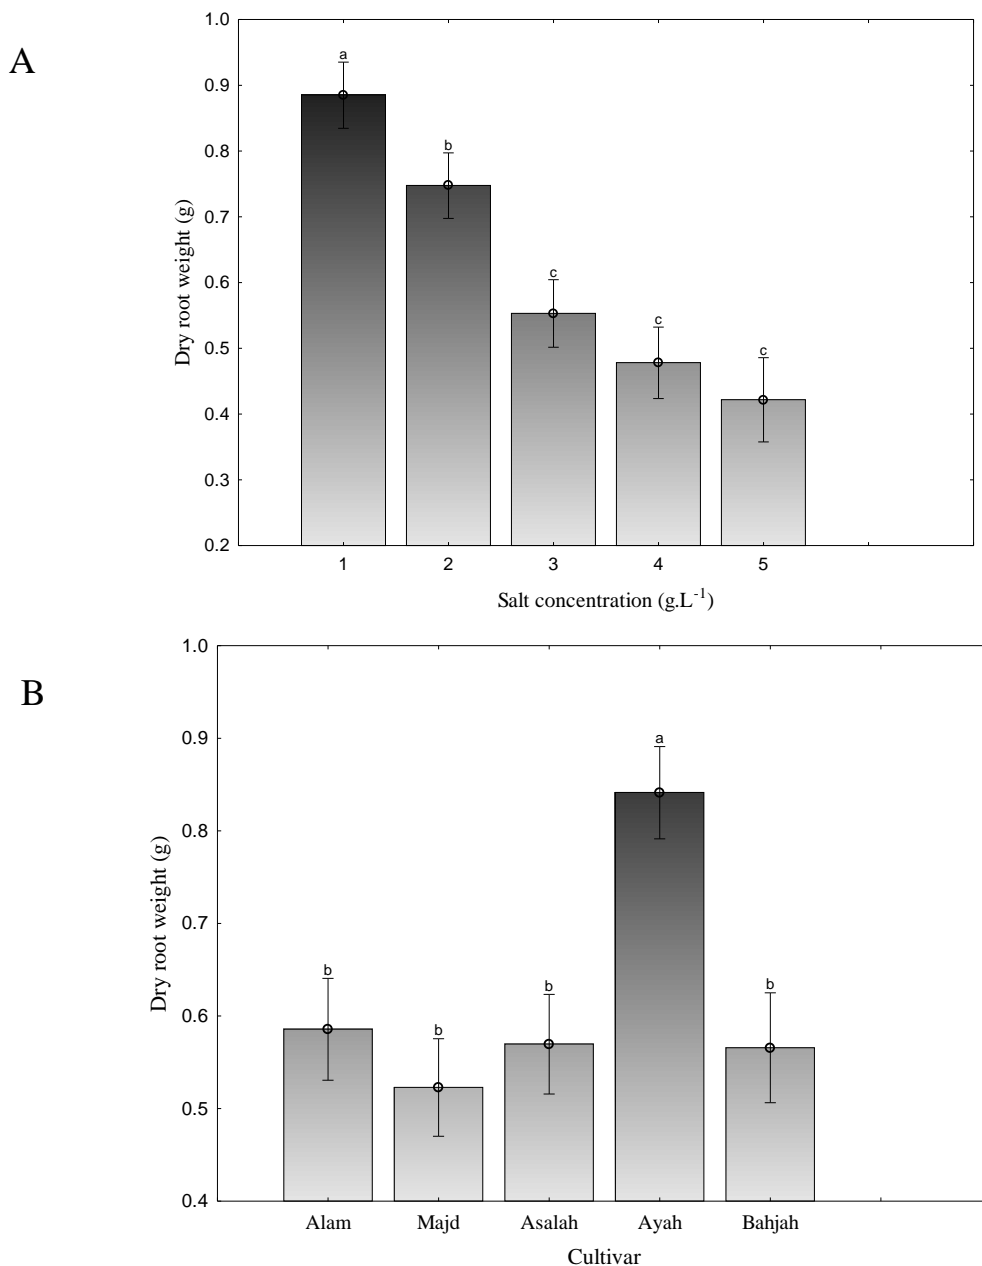 A
1.0
0.9
0.8
0.7
0.6
0.5
0.4
0.3
0.2
Dry root weight (g)
a
b
c
c
c
1 2 3 4 5
Salt concentration (g.L⁻¹)
B
1.0
0.9
0.8
0.7
0.6
0.5
0.4
Dry root weight (g)
b
b
b
a
b
Alam Majd Asalah Ayah Bahjah
Cultivar